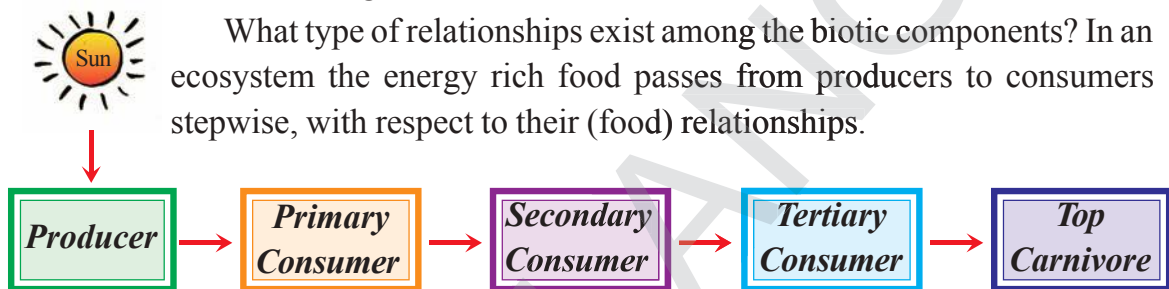 Sun
What type of relationships exist among the biotic components? In an
ecosystem the energy rich food passes from producers to consumers
stepwise, with respect to their (food) relationships.
Producer
Primary
Consumer
Secondary
Consumer
Tertiary
Consumer
Top
Carnivore